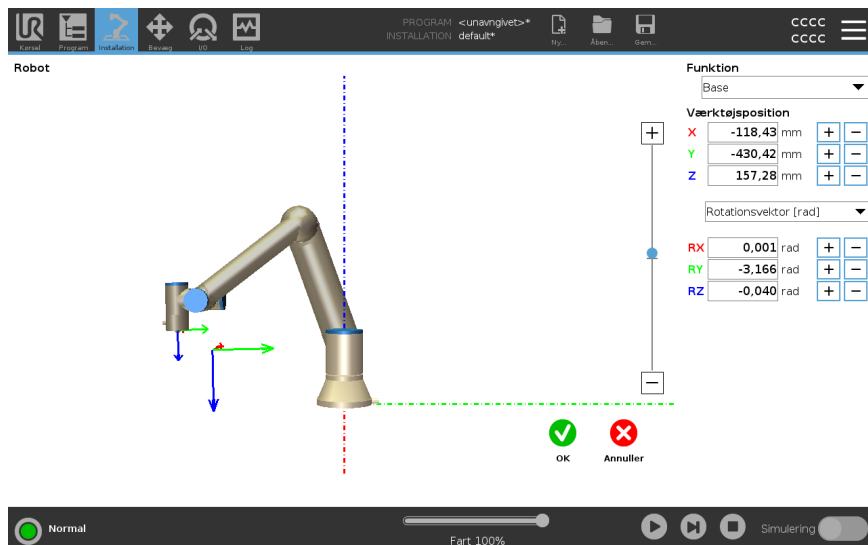 UR
Kørsel
Program
Installation
Bevæg
I/O
Log
PROGRAM <unavngivet>*
INSTALLATION default*
Ny...
Åben...
Gem...
CCCC
CCCC
Robot
Funktion
Base
Værktøjsposition
X -118,43 mm + −
Y -430,42 mm + −
Z 157,28 mm + −
Rotationsvektor [rad]
RX 0,001 rad + −
RY -3,166 rad + −
RZ -0,040 rad + −
OK
Annuller
Normal
Fart 100%
Simulering